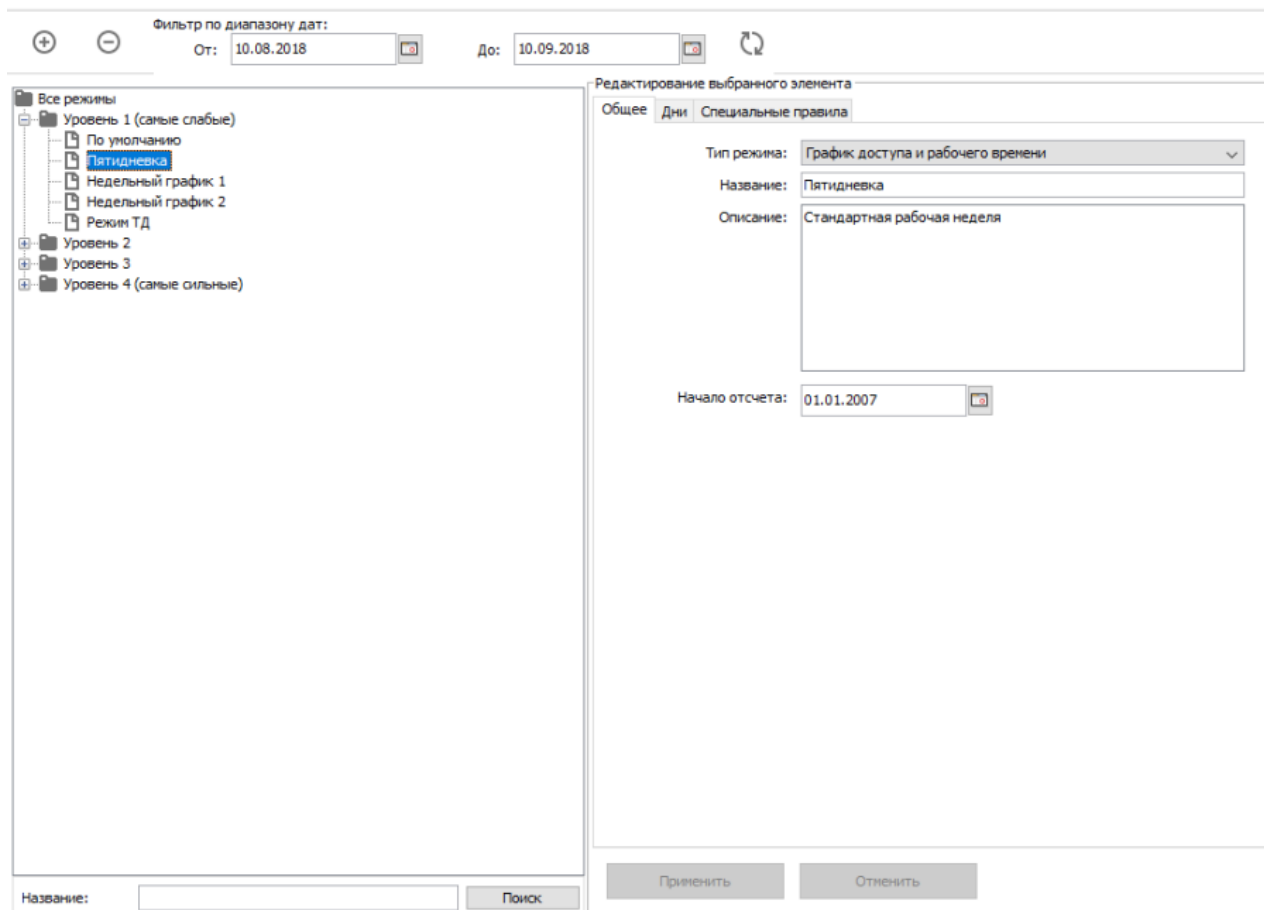 Фильтр по диапазону дат:
От: 10.08.2018 До: 10.09.2018
Все режимы
Уровень 1 (самые слабые)
По умолчанию
Пятидневка
Недельный график 1
Недельный график 2
Режим ТД
Уровень 2
Уровень 3
Уровень 4 (самые сильные)
Название: Поиск
Редактирование выбранного элемента
Общее Дни Специальные правила
Тип режима: График доступа и рабочего времени
Название: Пятидневка
Описание: Стандартная рабочая неделя
Начало отсчета: 01.01.2007
Применить Отменить